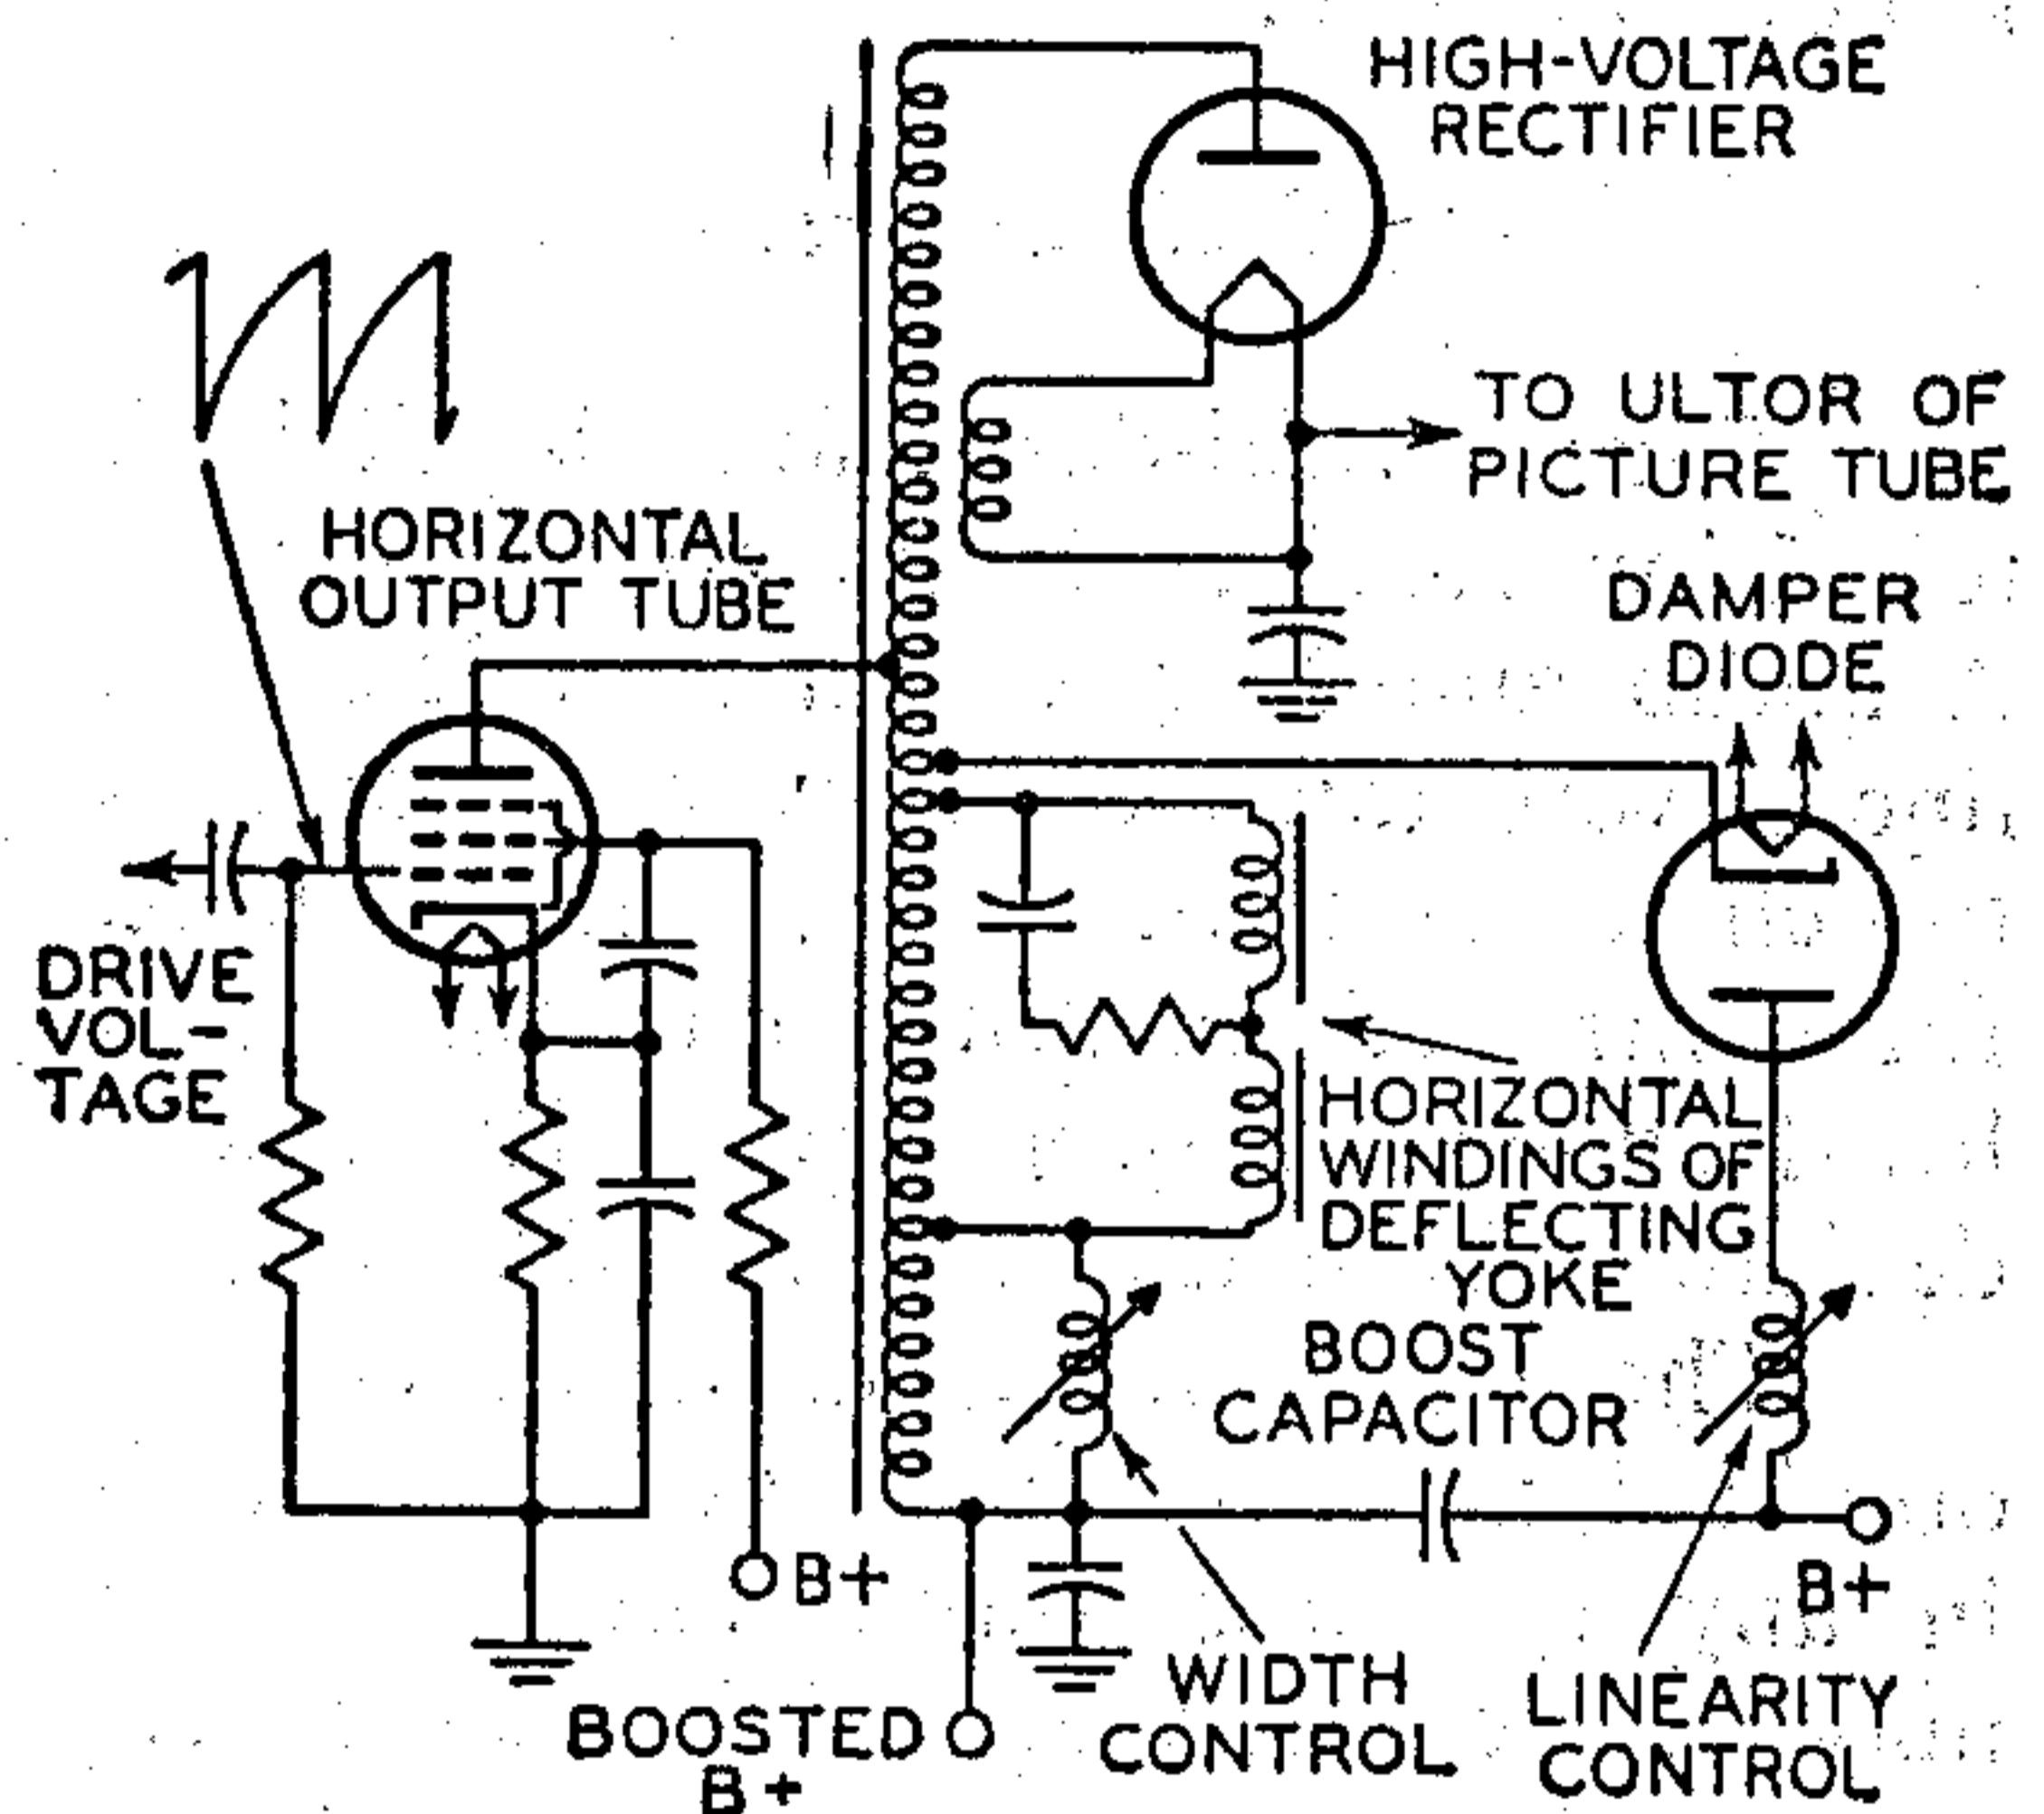 HIGH-VOLTAGE
RECTIFIER
TO ULTOR OF
PICTURE TUBE
HORIZONTAL
OUTPUT TUBE
DAMPER
DIODE
DRIVE
VOL-
TAGE
HORIZONTAL
WINDINGS OF
DEFLECTING
YOKE
BOOST
CAPACITOR
B+
B+
WIDTH
CONTROL
LINEARITY
CONTROL
BOOSTED
B+